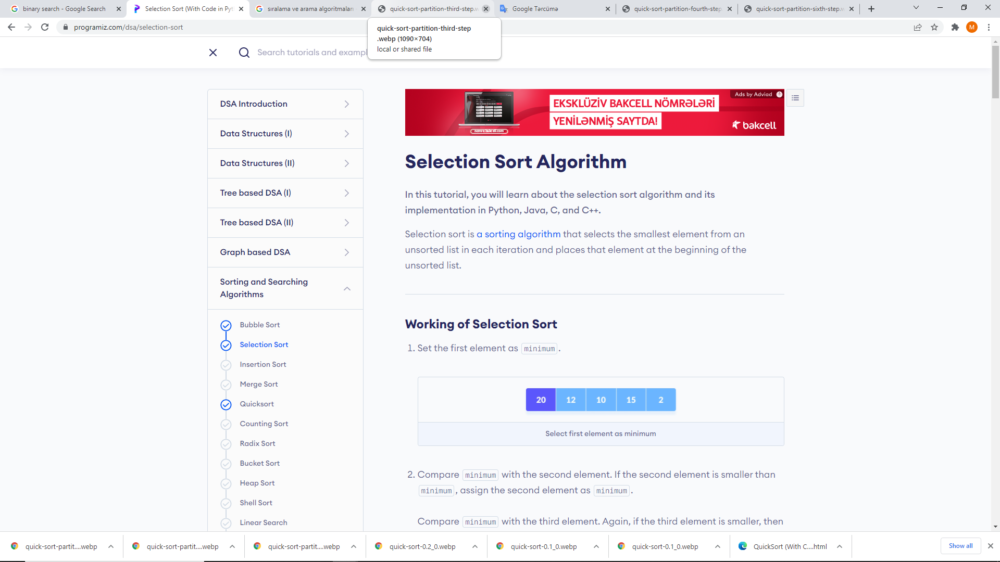 binary search - Google Search
Selection Sort (With Code in Pyt
sıralama ve arama algoritmaları
quick-sort-partition-third-step.w
Google Tərcümə
quick-sort-partition-fourth-step
quick-sort-partition-sixth-step.w
programiz.com/dsa/selection-sort
M
quick-sort-partition-third-step
.webp (1090×704)
local or shared file
Search tutorials and exampl
DSA Introduction
Data Structures (I)
Data Structures (II)
Tree based DSA (I)
Tree based DSA (II)
Graph based DSA
Sorting and Searching
Algorithms
Bubble Sort
Selection Sort
Insertion Sort
Merge Sort
Quicksort
Counting Sort
Radix Sort
Bucket Sort
Heap Sort
Shell Sort
Linear Search
Ads by Adviad
EKSKLÜZİV BAKCELL NÖMRƏLƏRİ
YENİLƏNMİŞ SAYTDA!
bakcell
Selection Sort Algorithm
In this tutorial, you will learn about the selection sort algorithm and its
implementation in Python, Java, C, and C++.
Selection sort is a sorting algorithm that selects the smallest element from an
unsorted list in each iteration and places that element at the beginning of the
unsorted list.
Working of Selection Sort
1. Set the first element as minimum.
20 12 10 15 2
Select first element as minimum
2. Compare minimum with the second element. If the second element is smaller than
minimum, assign the second element as minimum.
Compare minimum with the third element. Again, if the third element is smaller, then
quick-sort-partit....webp
quick-sort-partit....webp
quick-sort-partit....webp
quick-sort-0.2_0.webp
quick-sort-0.1_0.webp
quick-sort-0.1_0.webp
QuickSort (With C....html
Show all